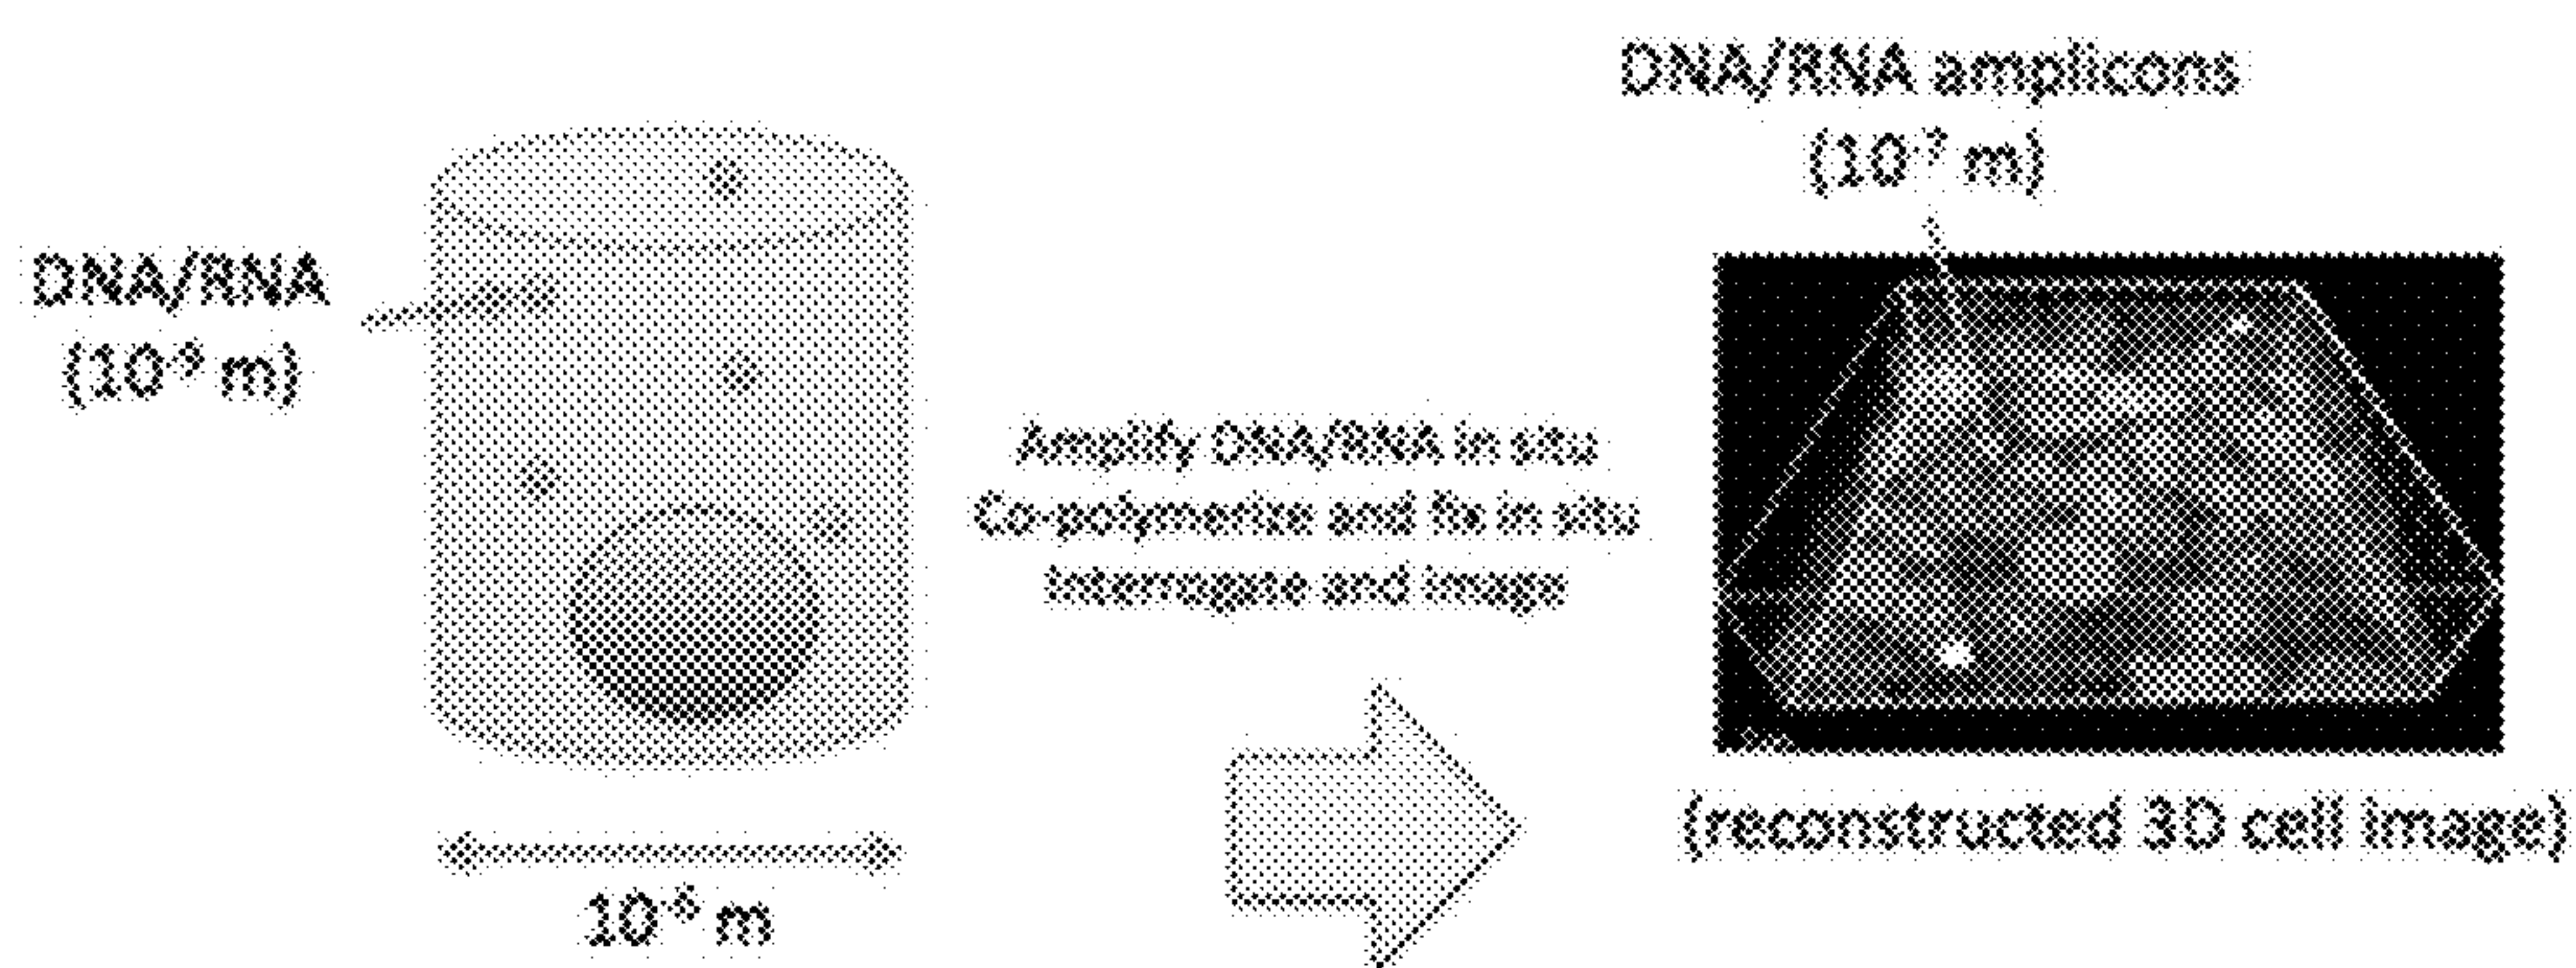 DNA/RNA amplicons
(10⁻⁷ m)
DNA/RNA
(10⁻⁹ m)
Amplify DNA/RNA in situ
Co-polymerize and fix in situ
Interrogate and image
(reconstructed 3D cell image)
10⁻⁶ m